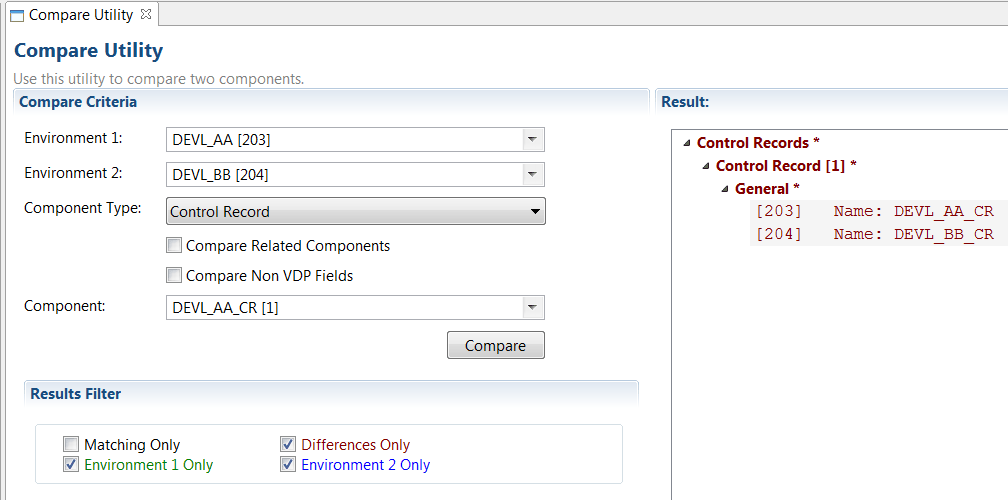 Compare Utility
Compare Utility
Use this utility to compare two components.
Compare Criteria
Environment 1: DEVL_AA [203]
Environment 2: DEVL_BB [204]
Component Type: Control Record
Compare Related Components
Compare Non VDP Fields
Component: DEVL_AA_CR [1]
Compare
Results Filter
Matching Only Differences Only
Environment 1 Only Environment 2 Only
Result:
Control Records *
Control Record [1] *
General *
[203] Name: DEVL_AA_CR
[204] Name: DEVL_BB_CR